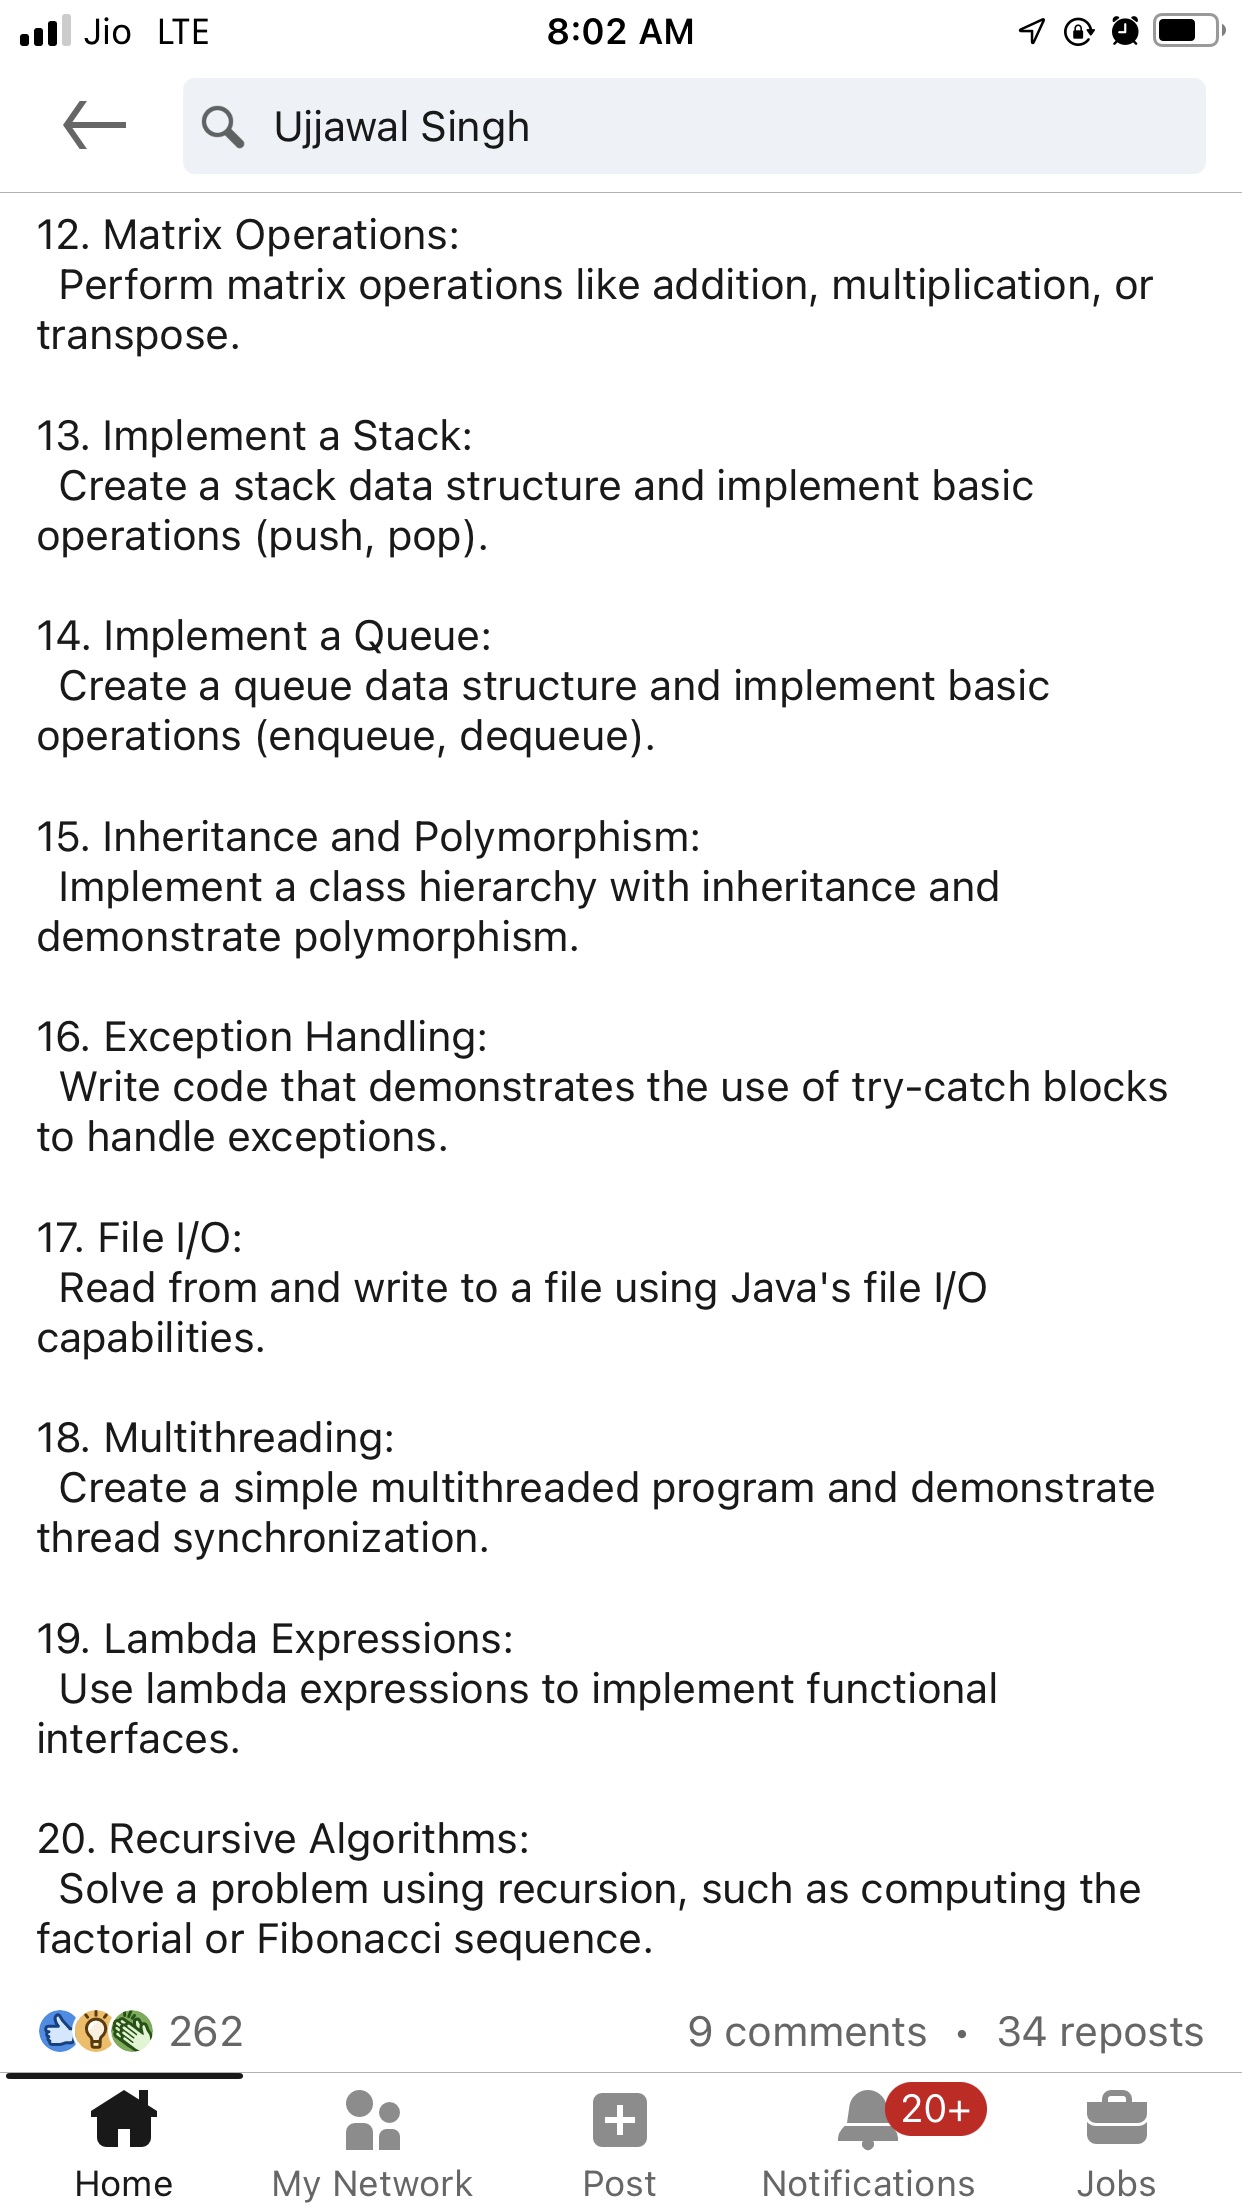 Jio LTE 8:02 AM
Ujjawal Singh
12. Matrix Operations:
Perform matrix operations like addition, multiplication, or
transpose.
13. Implement a Stack:
Create a stack data structure and implement basic
operations (push, pop).
14. Implement a Queue:
Create a queue data structure and implement basic
operations (enqueue, dequeue).
15. Inheritance and Polymorphism:
Implement a class hierarchy with inheritance and
demonstrate polymorphism.
16. Exception Handling:
Write code that demonstrates the use of try-catch blocks
to handle exceptions.
17. File I/O:
Read from and write to a file using Java's file I/O
capabilities.
18. Multithreading:
Create a simple multithreaded program and demonstrate
thread synchronization.
19. Lambda Expressions:
Use lambda expressions to implement functional
interfaces.
20. Recursive Algorithms:
Solve a problem using recursion, such as computing the
factorial or Fibonacci sequence.
262 9 comments • 34 reposts
20+
Home My Network Post Notifications Jobs